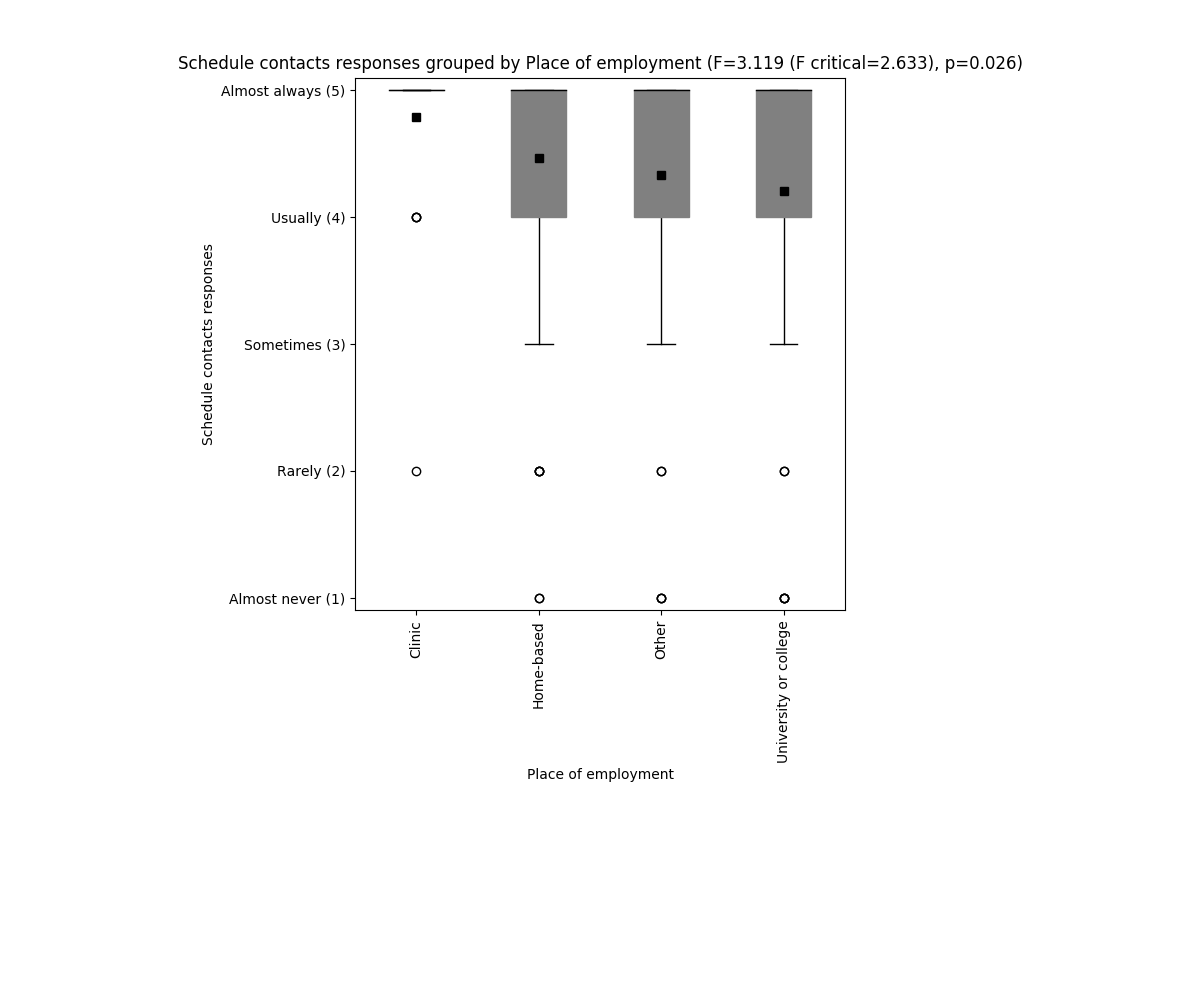 Schedule contacts responses grouped by Place of employment (F=3.119 (F critical=2.633), p=0.026)
Almost always (5)
Usually (4)
Sometimes (3)
Rarely (2)
Almost never (1)
Schedule contacts responses
Clinic
Home-based
Other
University or college
Place of employment